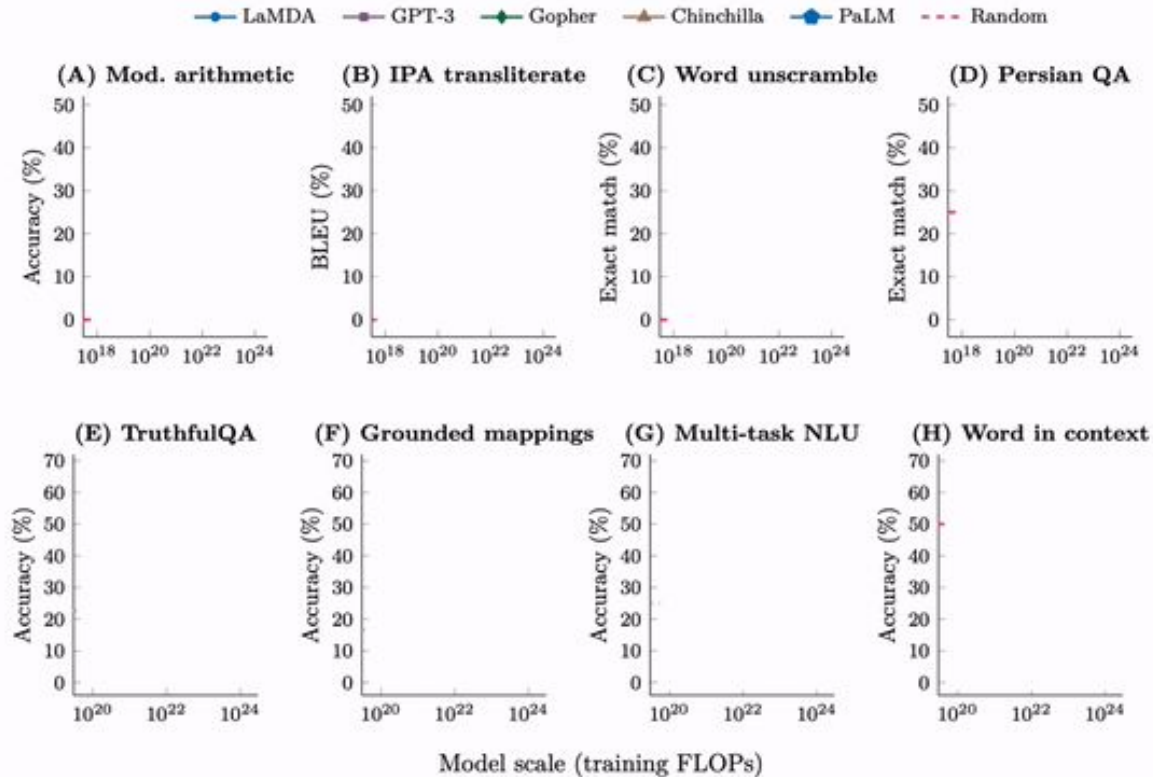 LaMDA GPT-3 Gopher Chinchilla PaLM Random
(A) Mod. arithmetic (B) IPA transliterate (C) Word unscramble (D) Persian QA
Accuracy (%)
50
40
30
20
10
0
10^18 10^20 10^22 10^24
BLEU (%)
50
40
30
20
10
0
10^18 10^20 10^22 10^24
Exact match (%)
50
40
30
20
10
0
10^18 10^20 10^22 10^24
Exact match (%)
50
40
30
20
10
0
10^18 10^20 10^22 10^24
(E) TruthfulQA (F) Grounded mappings (G) Multi-task NLU (H) Word in context
Accuracy (%)
70
60
50
40
30
20
10
0
10^20 10^22 10^24
Accuracy (%)
70
60
50
40
30
20
10
0
10^20 10^22 10^24
Accuracy (%)
70
60
50
40
30
20
10
0
10^20 10^22 10^24
Accuracy (%)
70
60
50
40
30
20
10
0
10^20 10^22 10^24
Model scale (training FLOPs)